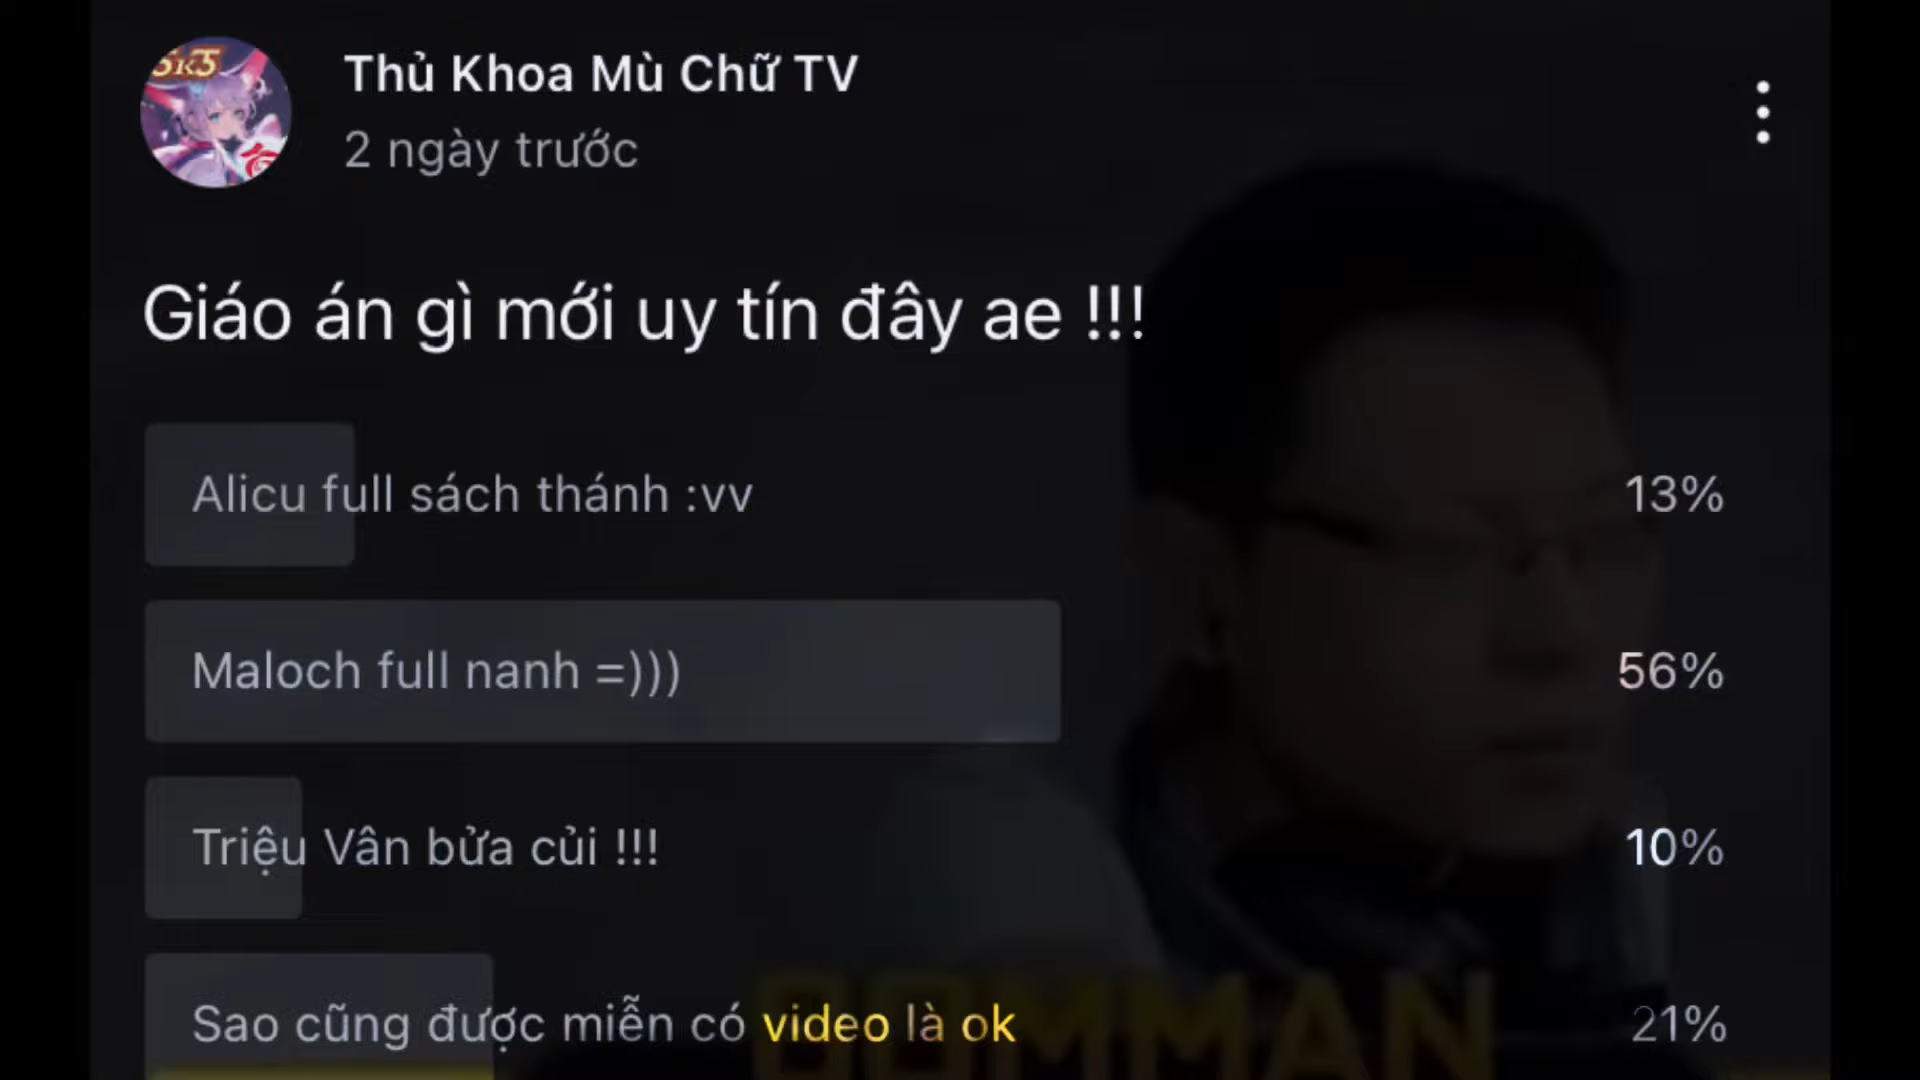 5v5
Thủ Khoa Mù Chữ TV
2 ngày trước
Giáo án gì mới uy tín đây ae !!!
Alicu full sách thánh :vv
13%
Maloch full nanh =)))
56%
Triệu Vân bửa củi !!!
10%
Sao cũng được miễn có video là ok
21%